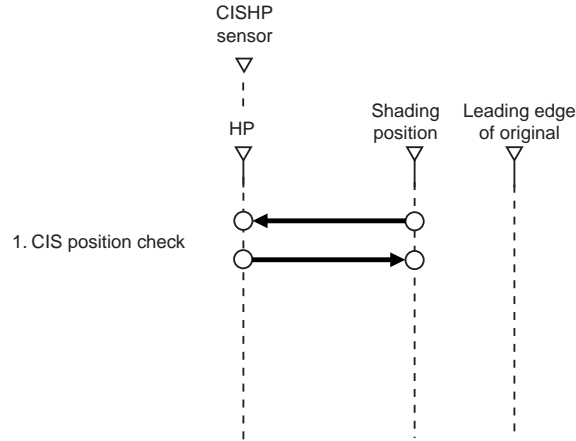 CISHP
sensor
HP
Shading
position
Leading edge
of original
1. CIS position check